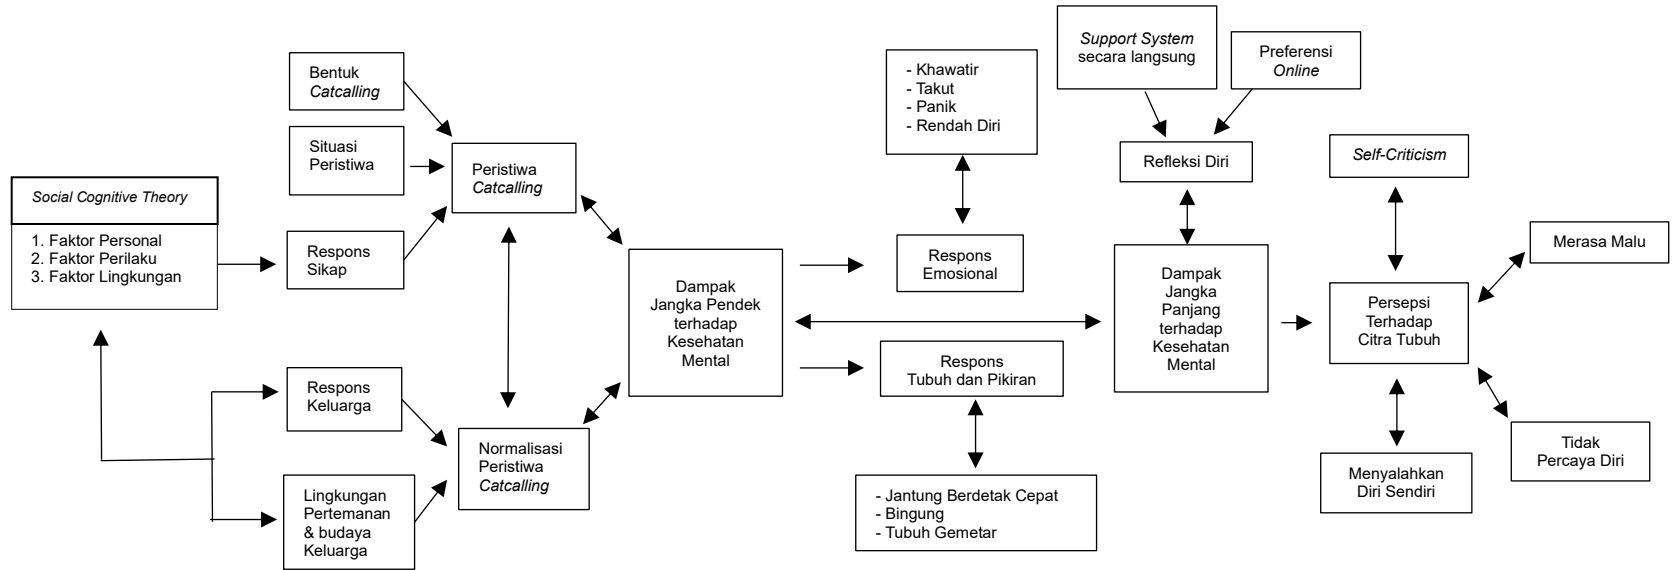 Social Cognitive Theory
1. Faktor Personal
2. Faktor Perilaku
3. Faktor Lingkungan
Bentuk
Catcalling
Situasi
Peristiwa
Respons
Sikap
Respons
Keluarga
Lingkungan
Pertemanan
& budaya
Keluarga
Peristiwa
Catcalling
Normalisasi
Peristiwa
Catcalling
Dampak
Jangka Pendek
terhadap
Kesehatan
Mental
- Khawatir
- Takut
- Panik
- Rendah Diri
Respons
Emosional
Respons
Tubuh dan Pikiran
- Jantung Berdetak Cepat
- Bingung
- Tubuh Gemetar
Support System
secara langsung
Preferensi
Online
Refleksi Diri
Dampak
Jangka
Panjang
terhadap
Kesehatan
Mental
Self-Criticism
Persepsi
Terhadap
Citra Tubuh
Merasa Malu
Tidak
Percaya Diri
Menyalahkan
Diri Sendiri